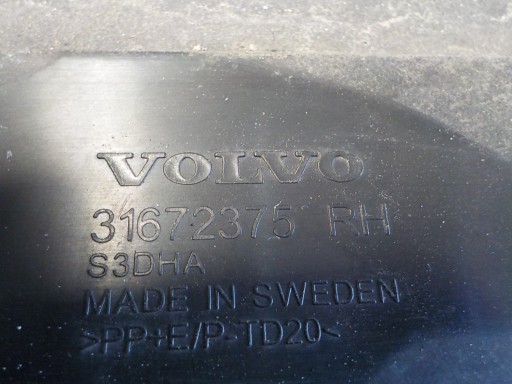 VOLVO
31672375 RH
S3DHA
MADE IN SWEDEN
>PP+E/P-TD20<